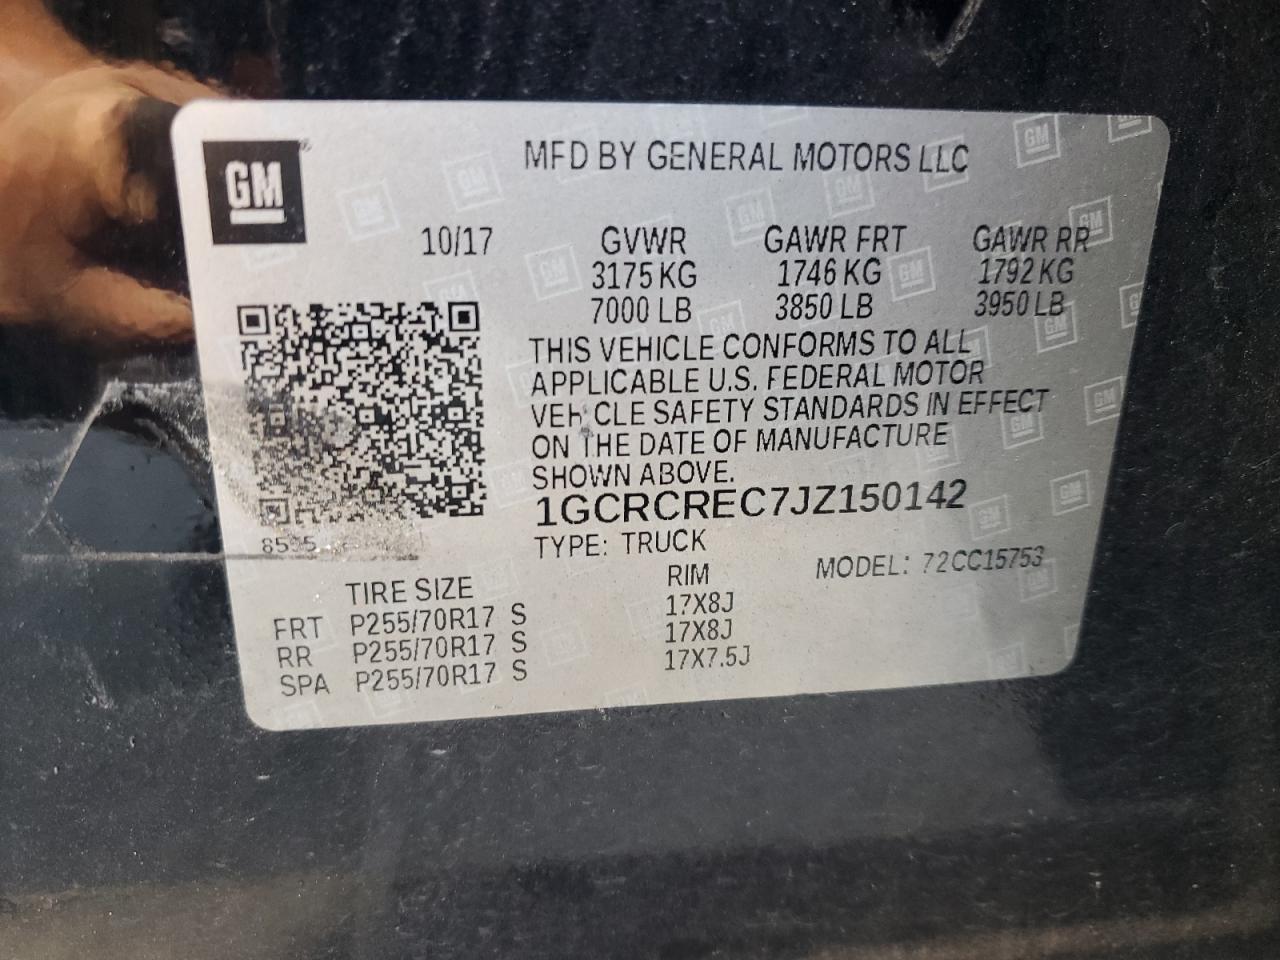 GM
MFD BY GENERAL MOTORS LLC
10/17
GVWR GAWR FRT GAWR RR
3175 KG 1746 KG 1792 KG
7000 LB 3850 LB 3950 LB
THIS VEHICLE CONFORMS TO ALL
APPLICABLE U.S. FEDERAL MOTOR
VEHICLE SAFETY STANDARDS IN EFFECT
ON THE DATE OF MANUFACTURE
SHOWN ABOVE.
1GCRCREC7JZ150142
TYPE: TRUCK
MODEL: 72CC15753
TIRE SIZE RIM
FRT P255/70R17 S 17X8J
RR P255/70R17 S 17X8J
SPA P255/70R17 S 17X7.5J